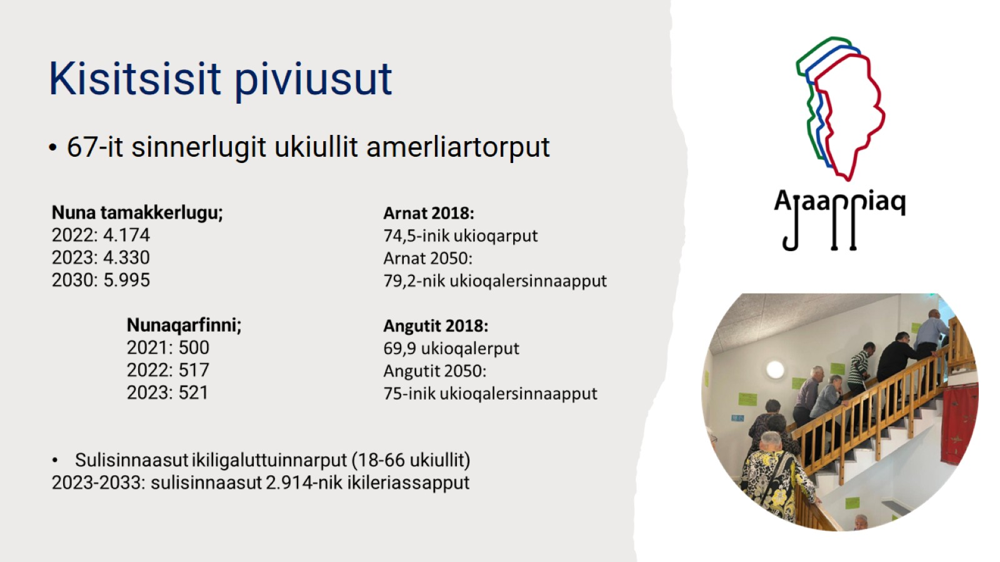 Kisitsisit piviusut
• 67-it sinnerlugit ukiullit amerliartorput
Nuna tamakkerlugu;
2022: 4.174
2023: 4.330
2030: 5.995
Nunaqarfinni;
2021: 500
2022: 517
2023: 521
Arnat 2018:
74,5-inik ukioqarput
Arnat 2050:
79,2-nik ukioqalersinnaapput
Angutit 2018:
69,9 ukioqalerput
Angutit 2050:
75-inik ukioqalersinnaapput
• Sulisinnaasut ikiligaluttuinnarput (18-66 ukiullit)
2023-2033: sulisinnaasut 2.914-nik ikileriassapput